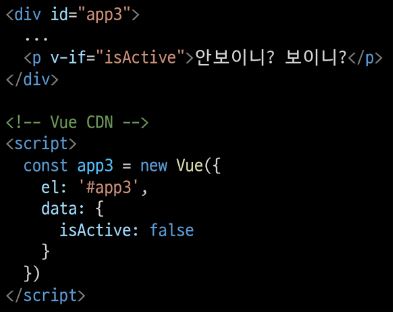 <div id="app3">
  ...
  <p v-if="isActive">안보이니? 보이니?</p>
</div>

<!-- Vue CDN -->
<script>
  const app3 = new Vue({
    el: '#app3',
    data: {
      isActive: false
    }
  })
</script>